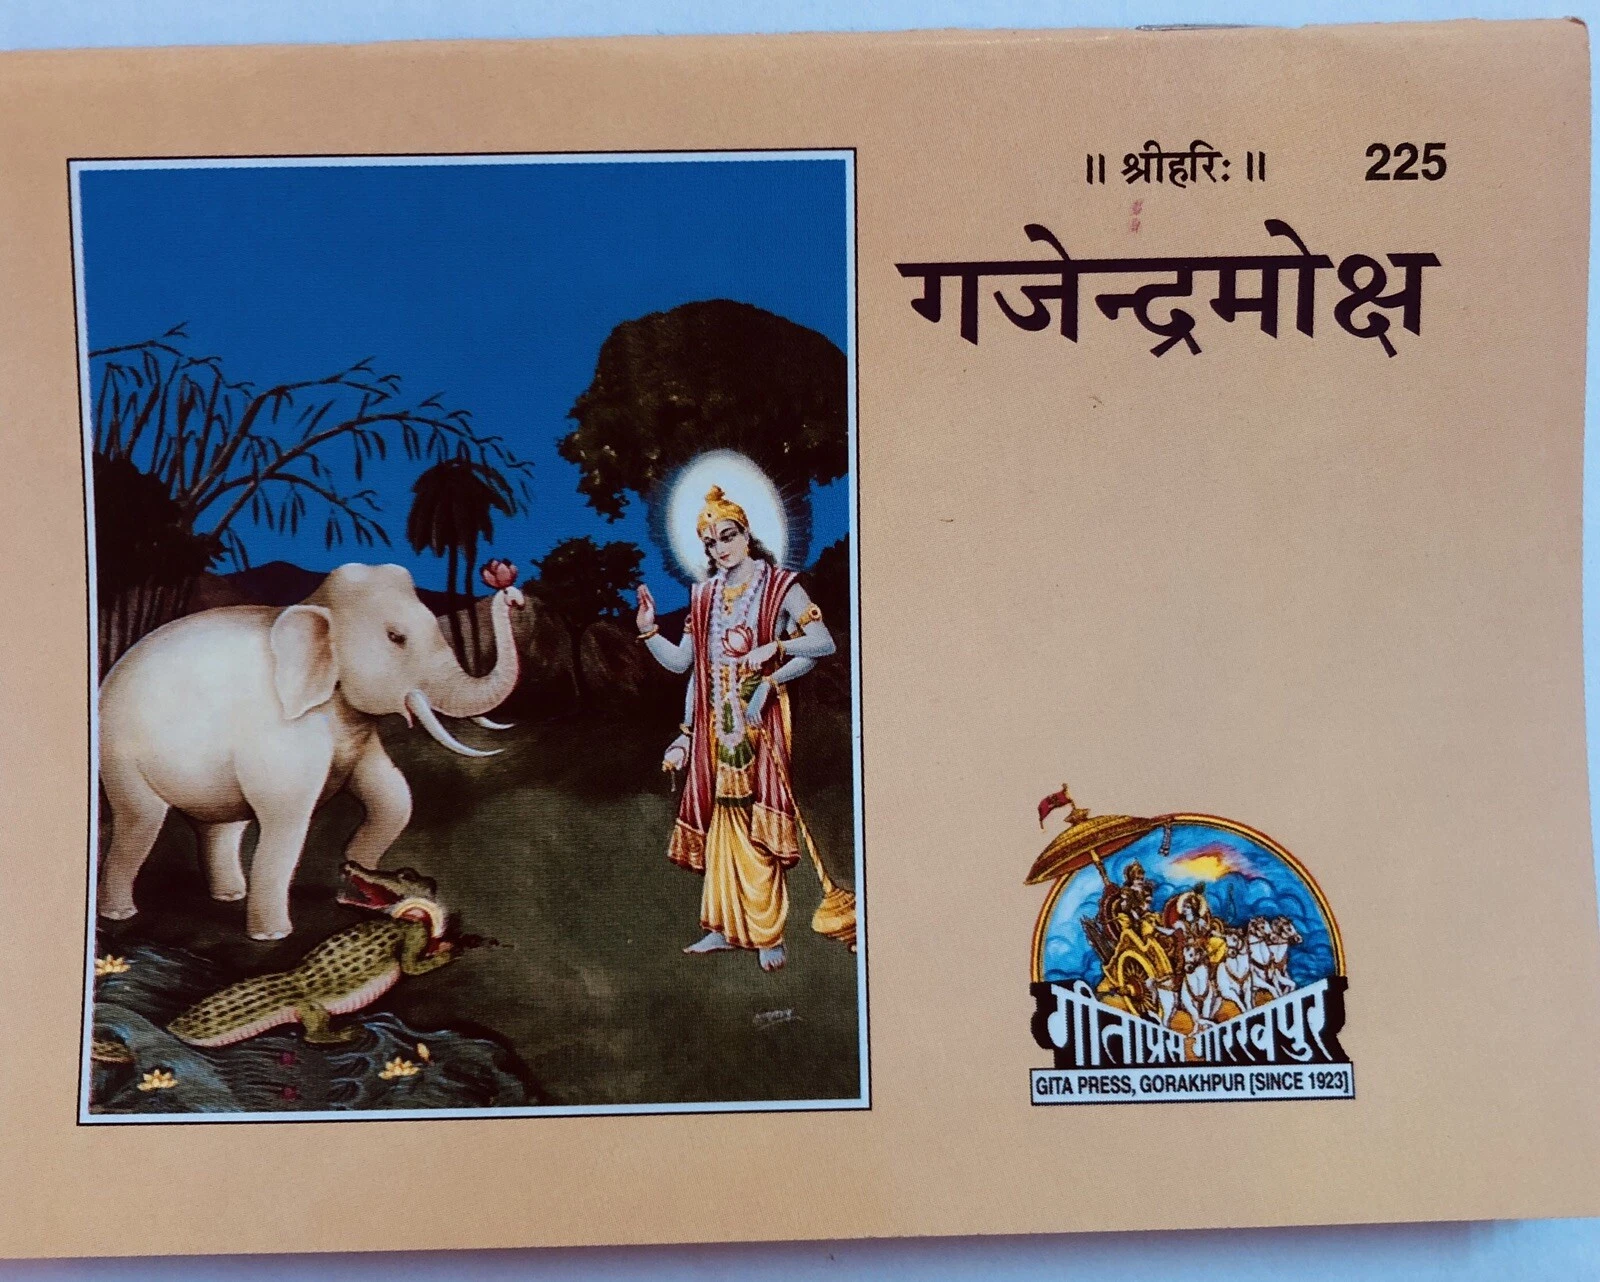 ॥ श्रीहरिः ॥ 225
गजेन्द्रमोक्ष
गीताप्रेस गोरखपुर
GITA PRESS, GORAKHPUR [SINCE 1923]